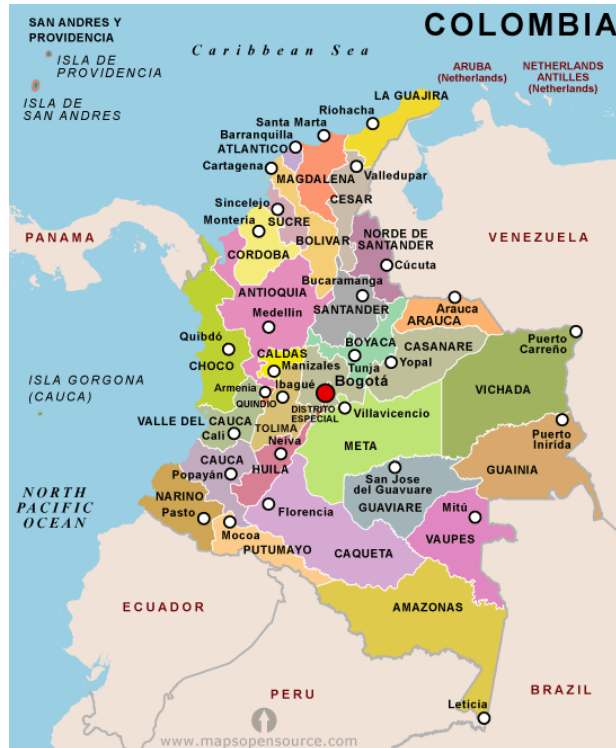 COLOMBIA
SAN ANDRES Y
PROVIDENCIA
ISLA DE
PROVIDENCIA
ISLA DE
SAN ANDRES
Caribbean Sea
ARUBA
(Netherlands)
NETHERLANDS
ANTILLES
(Netherlands)
LA GUAJIRA
Riohacha
Santa Marta
Barranquilla
ATLANTICO
Cartagena
MAGDALENA
Valledupar
CESAR
Sincelejo
SUCRE
Montería
BOLIVAR
NORDE DE
SANTANDER
PANAMA
VENEZUELA
CORDOBA
Cúcuta
Bucaramanga
ANTIOQUIA
SANTANDER
Arauca
ARAUCA
Medellin
BOYACA
CASANARE
Puerto
Carreño
Quibdó
CHOCO
CALDAS
Manizales
Tunja
Yopal
ISLA GORGONA
(CAUCA)
Armenia
Ibagué
Bogotá
QUINDIO
DISTRITO
ESPECIAL
Villavicencio
VICHADA
VALLE DEL CAUCA
Cali
TOLIMA
Neiva
META
Puerto
Inirida
CAUCA
HUILA
San Jose
del Guavuare
GUAINIA
Popayán
NORTH
PACIFIC
OCEAN
NARINO
Pasto
Florencia
GUAVIARE
Mitú
VAUPES
Mocoa
PUTUMAYO
CAQUETA
ECUADOR
AMAZONAS
PERU
BRAZIL
Leticia
www.mapsopensource.com